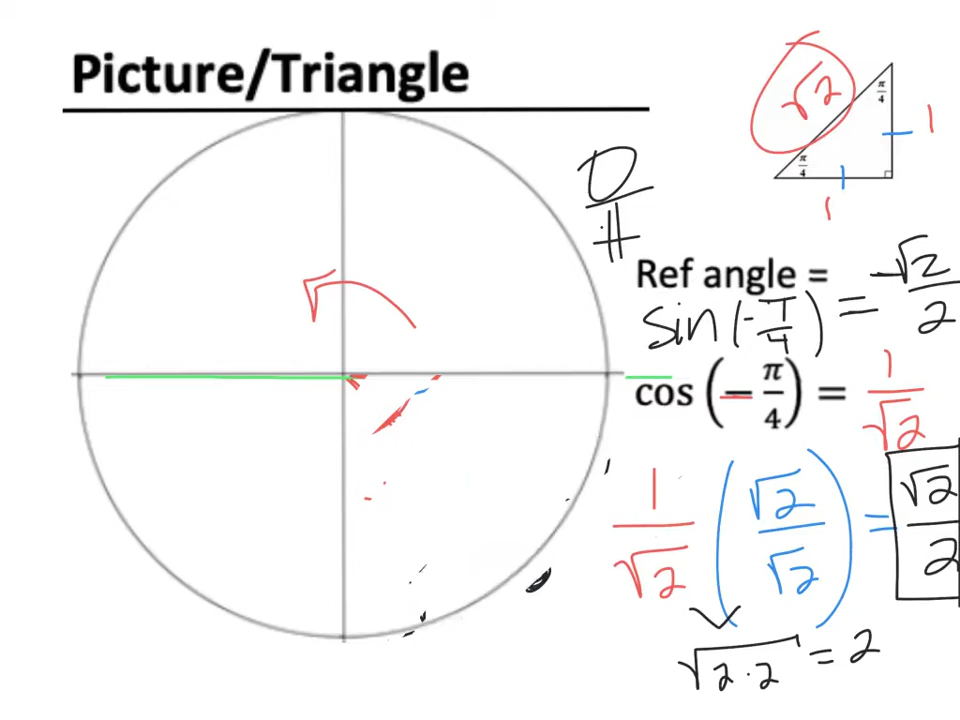 Picture/Triangle
√2
π/4
π/4
1
1
O/H
Ref angle =
sin(-π/4) = -√2/2
cos(-π/4) = 1/√2
1/√2 (√2/√2) = √2/2
√2·2 = 2